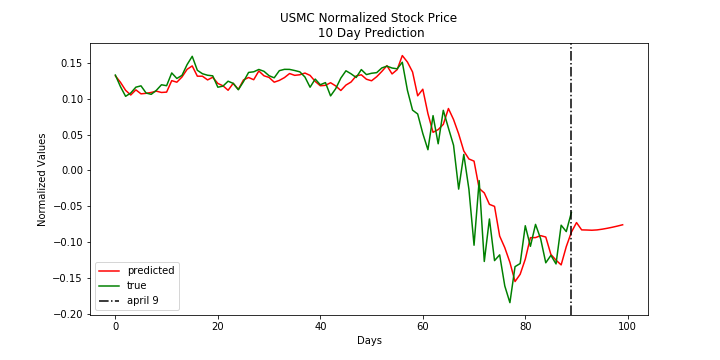 USMC Normalized Stock Price
10 Day Prediction
Normalized Values
0.15
0.10
0.05
0.00
−0.05
−0.10
−0.15
−0.20
predicted
true
april 9
0 20 40 60 80 100
Days